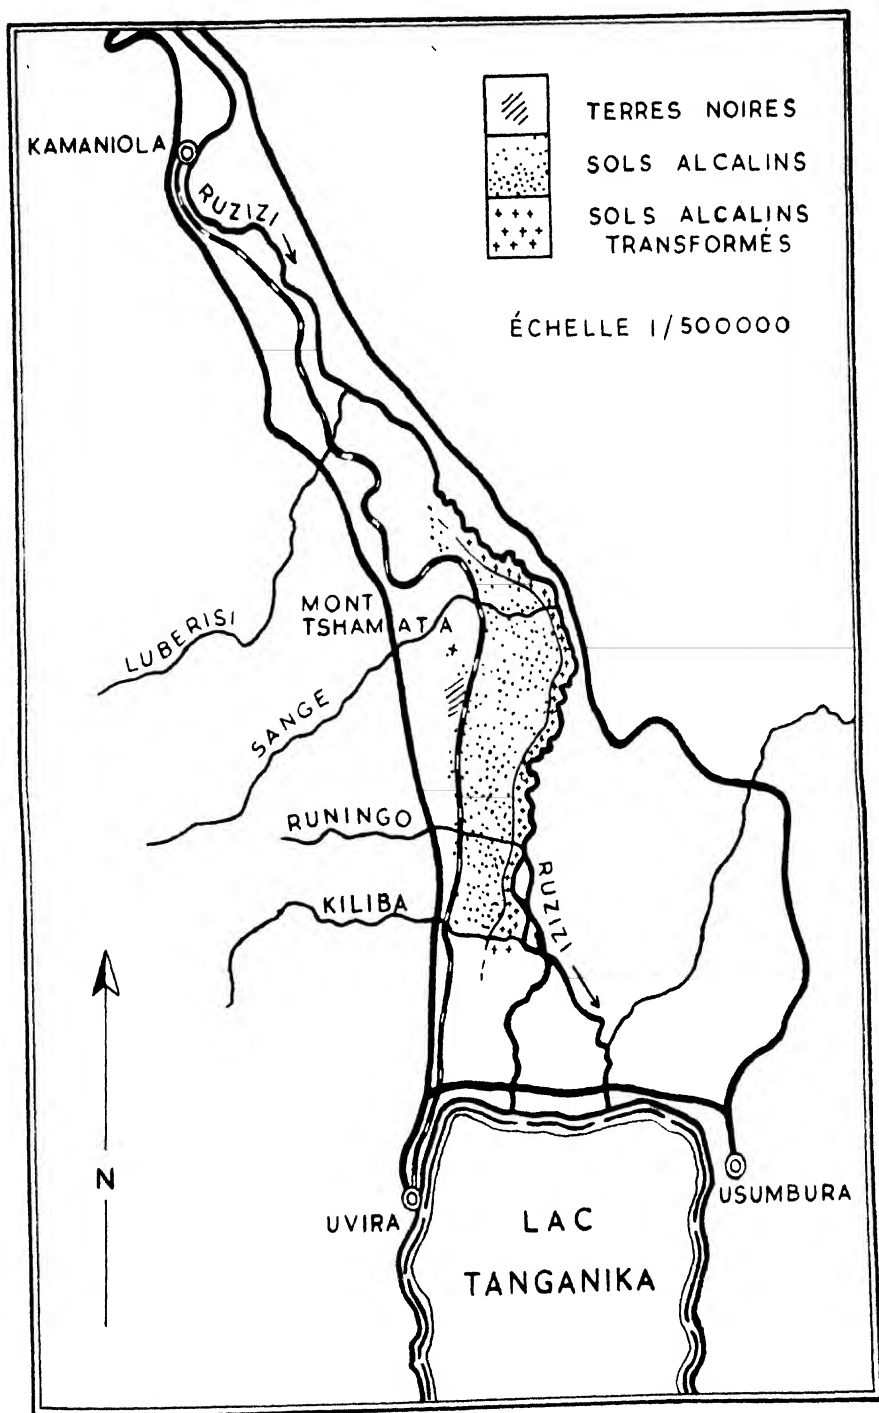 TERRES NOIRES
SOLS ALCALINS
SOLS ALCALINS
TRANSFORMÉS
ÉCHELLE 1/500000
KAMANIOLA
RUZIZI
MONT
TSHAMATA
LUBERISI
SANGE
RUNINGO
KILIBA
RUZIZI
N
UVIRA
USUMBURA
LAC
TANGANIKA